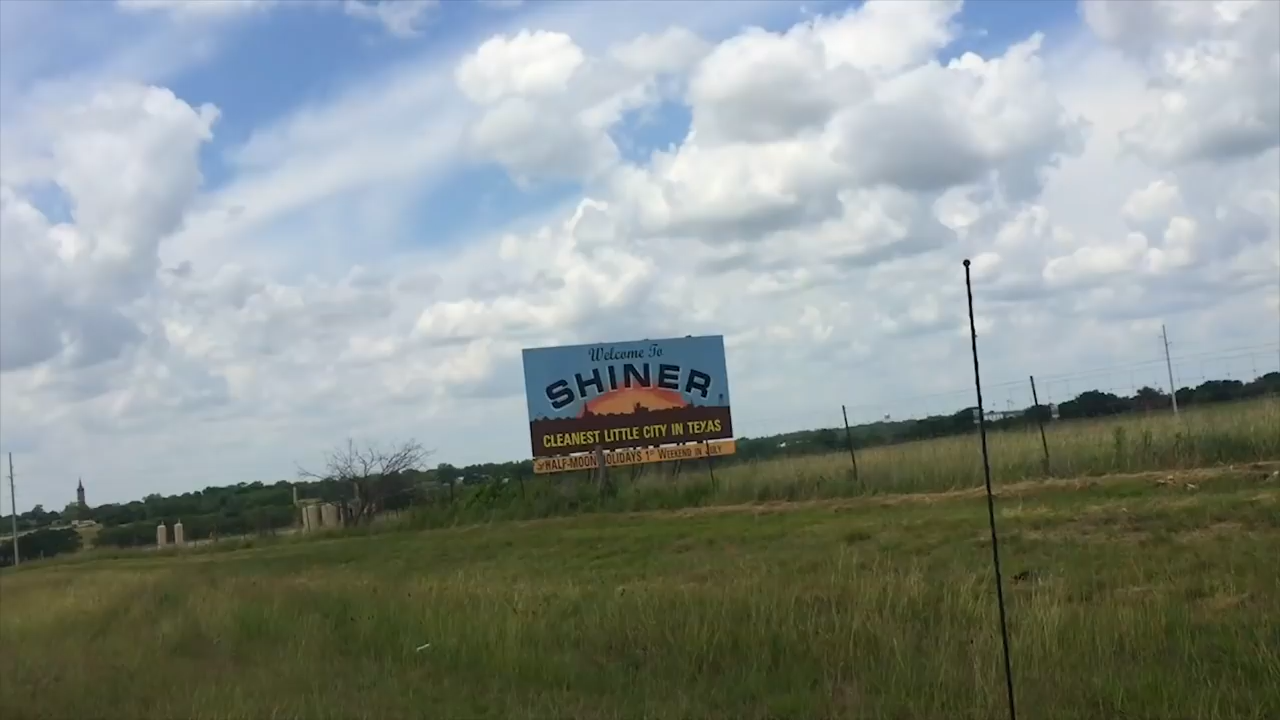 Welcome To
SHINER
CLEANEST LITTLE CITY IN TEXAS
HALF-MOON HOLIDAYS 1ST WEEKEND IN JULY